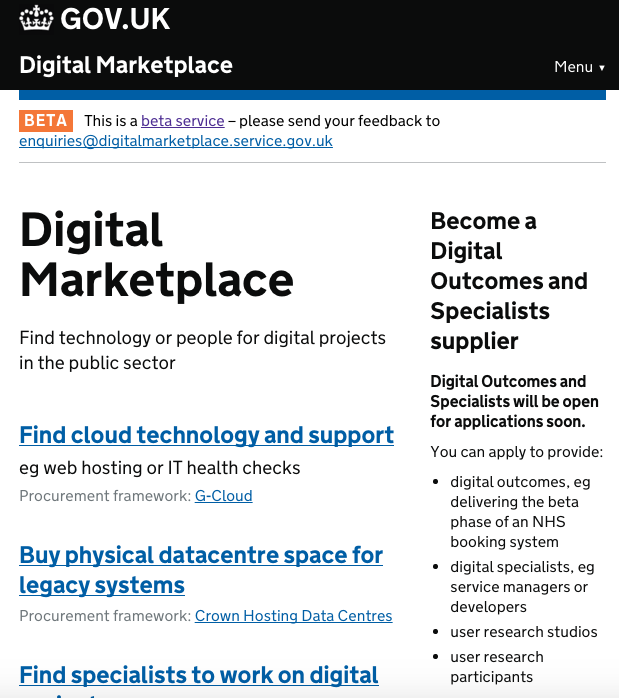 GOV.UK
Digital Marketplace
Menu ▾
BETA This is a beta service – please send your feedback to
enquiries@digitalmarketplace.service.gov.uk
Digital
Marketplace
Find technology or people for digital projects
in the public sector
Find cloud technology and support
eg web hosting or IT health checks
Procurement framework: G-Cloud
Buy physical datacentre space for
legacy systems
Procurement framework: Crown Hosting Data Centres
Find specialists to work on digital
Become a
Digital
Outcomes and
Specialists
supplier
Digital Outcomes and
Specialists will be open
for applications soon.
You can apply to provide:
• digital outcomes, eg
delivering the beta
phase of an NHS
booking system
• digital specialists, eg
service managers or
developers
• user research studios
• user research
participants